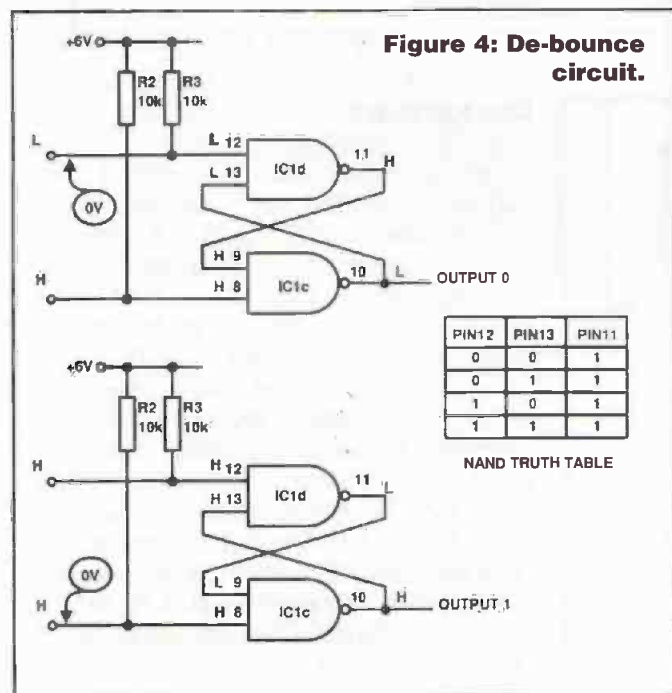 Figure 4: De-bounce
circuit.
+6V
R2
10k
R3
10k
L
L 12
11
H
L 13
IC1d
0V
H 9
10
L
OUTPUT 0
H
H 8
IC1c
PIN12 PIN13 PIN11
0 0 1
0 1 1
1 0 1
1 1 1
NAND TRUTH TABLE
+6V
R2
10k
R3
10k
H
H 12
11
L
H 13
IC1d
0V
L 9
10
H
OUTPUT 1
H
H 8
IC1c